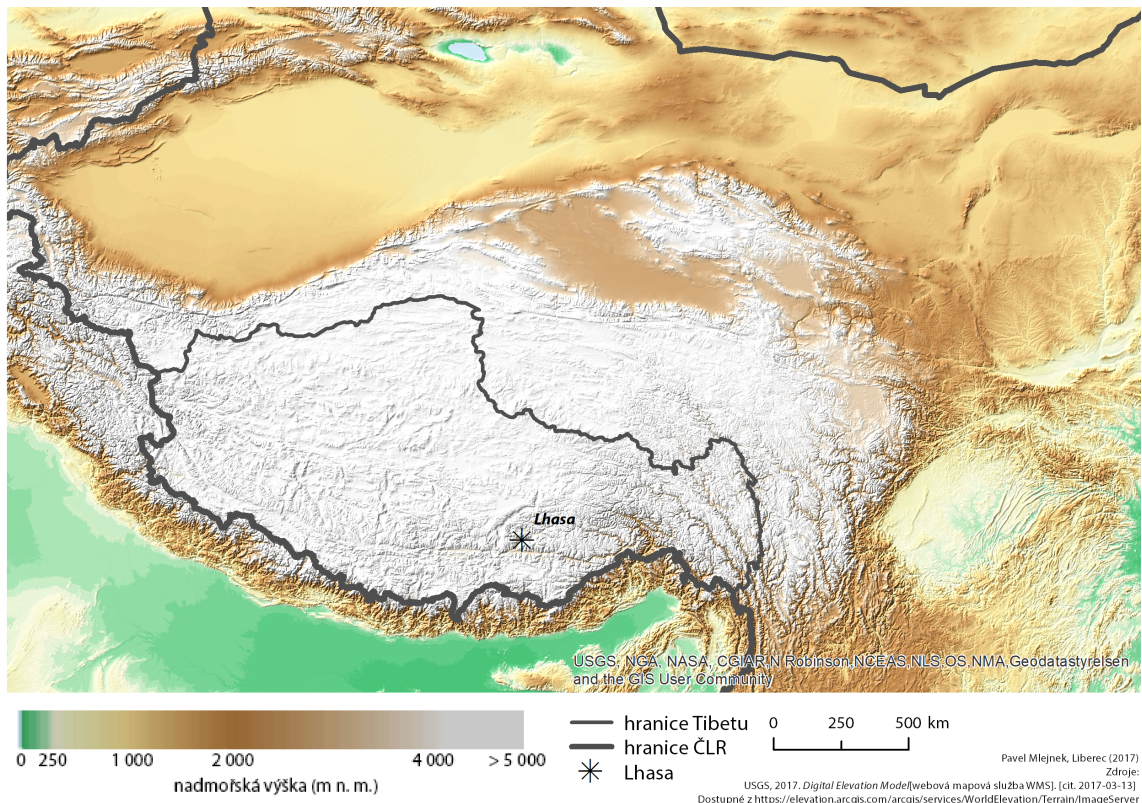 Lhasa
USGS, NGA, NASA, CGIAR,N Robinson,NCEAS,NLS,OS,NMA,Geodatastyrelsen
and the GIS User Community
0 250 1 000 2 000 4 000 > 5 000
nadmořská výška (m n. m.)
hranice Tibetu
hranice ČLR
Lhasa
0 250 500 km
Pavel Mlejnek, Liberec (2017)
Zdroje:
USGS, 2017. Digital Elevation Model[webová mapová služba WMS]. [cit. 2017-03-13].
Dostupné z https://elevation.arcgis.com/arcgis/services/WorldElevation/Terrain/ImageServer